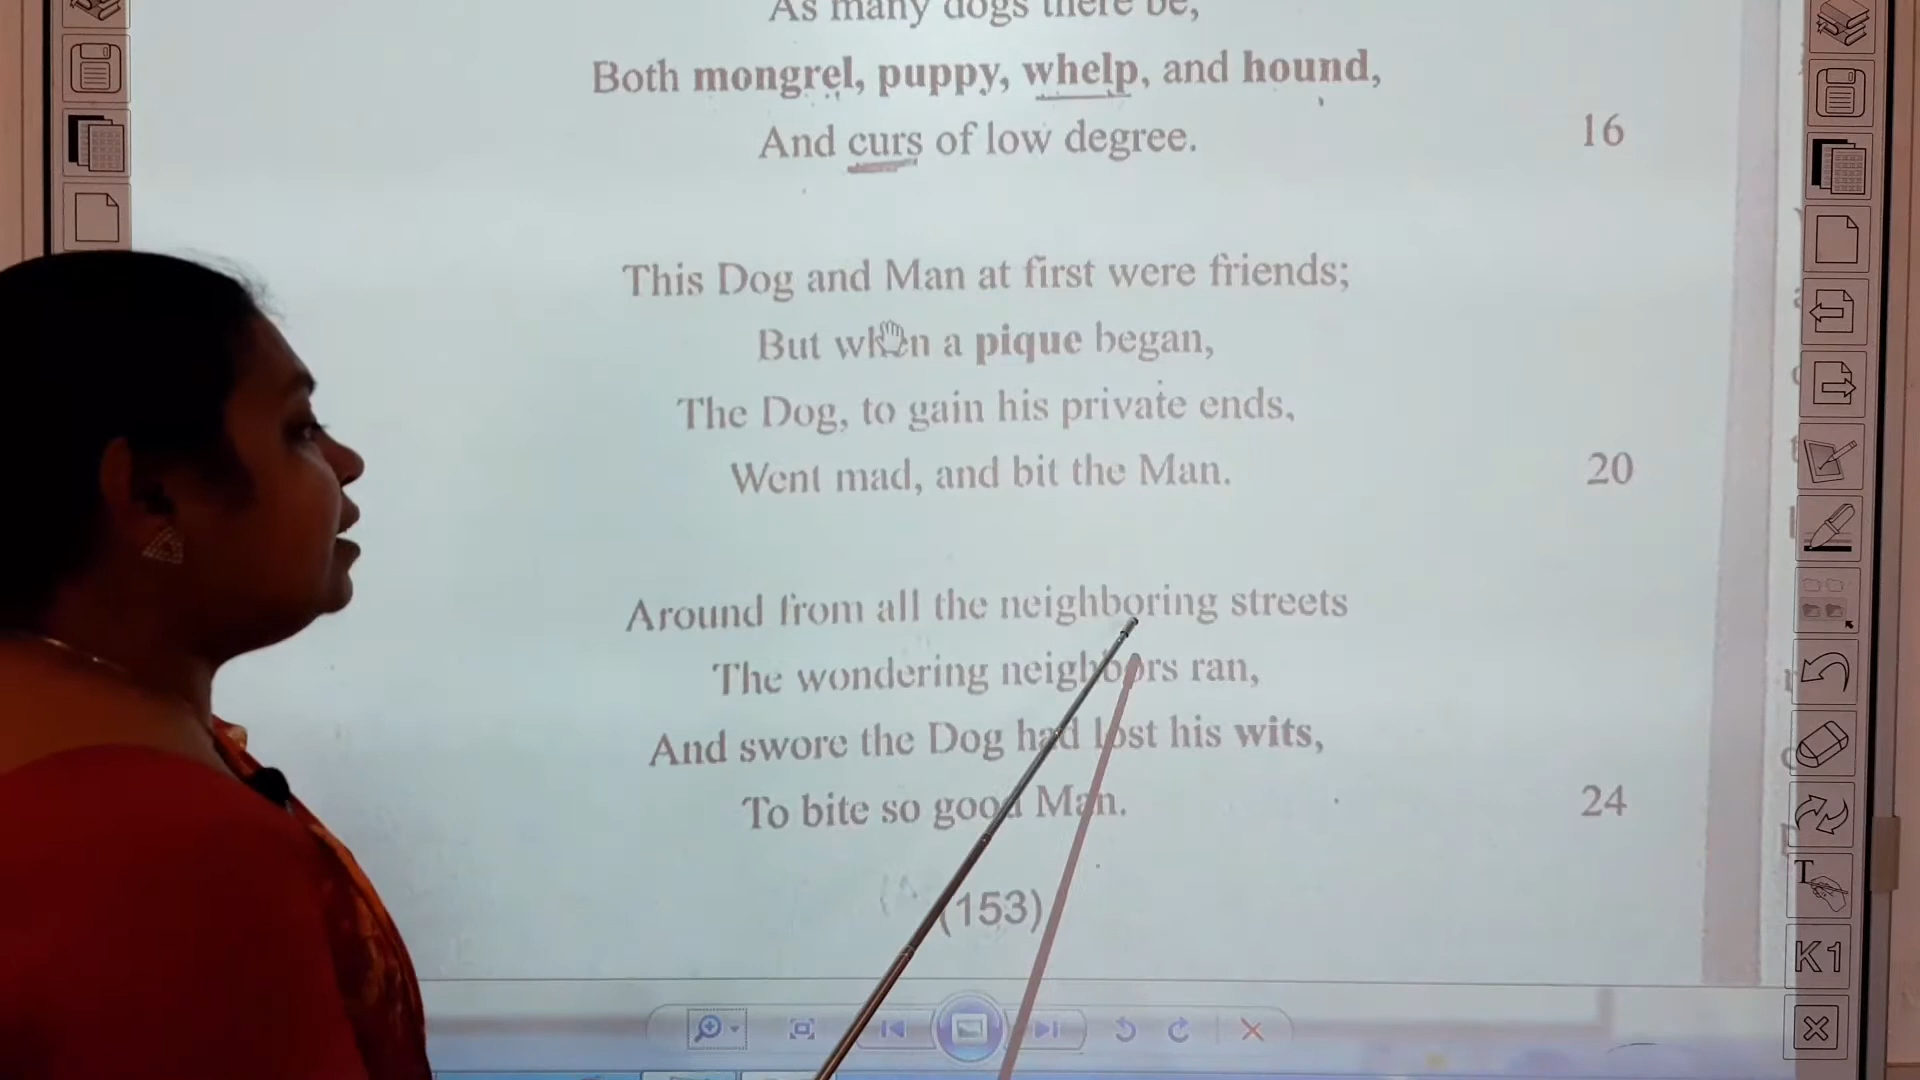 As many dogs there be,
Both mongrel, puppy, whelp, and hound,
And curs of low degree. 16
This Dog and Man at first were friends;
But when a pique began,
The Dog, to gain his private ends,
Went mad, and bit the Man. 20
Around from all the neighboring streets
The wondering neighbors ran,
And swore the Dog had lost his wits,
To bite so good Man. 24
(153)
T
K1